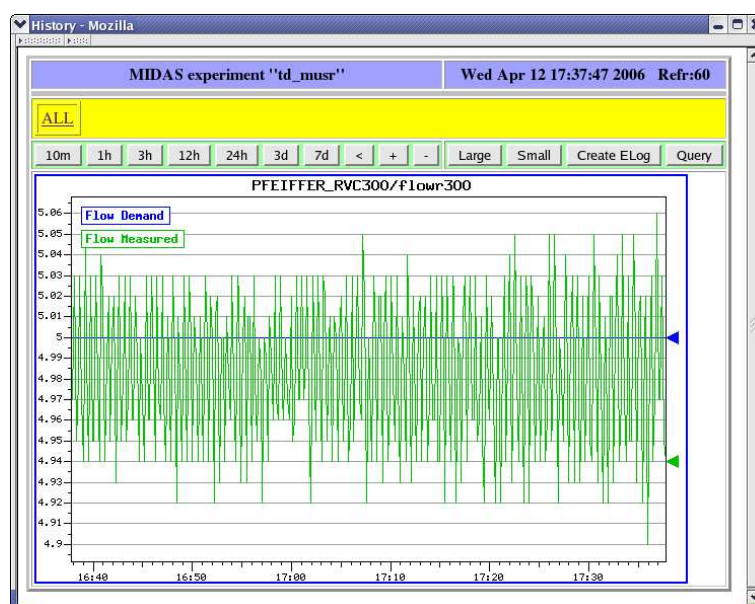 History - Mozilla
MIDAS experiment "td_musr" Wed Apr 12 17:37:47 2006 Refr:60
ALL
10m 1h 3h 12h 24h 3d 7d < + - Large Small Create ELog Query
PFEIFFER_RVC300/flowr300
Flow Demand
Flow Measured
5.06
5.05
5.04
5.03
5.02
5.01
5
4.99
4.98
4.97
4.96
4.95
4.94
4.93
4.92
4.91
4.9
16:40 16:50 17:00 17:10 17:20 17:30